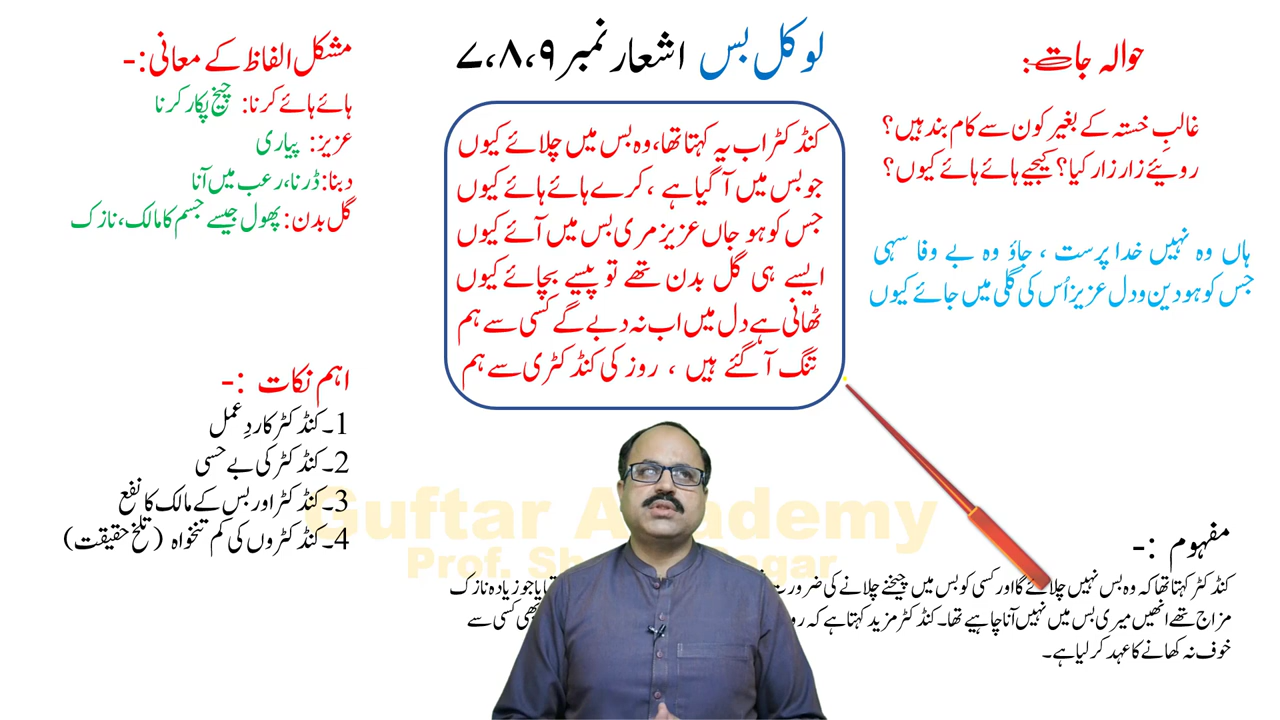 لوکل بس اشعار نمبر ۷،۸،۹
حوالہ جات:-
غالبِ خستہ کے بغیر کون سے کام بند ہیں؟
روئیے زار زار کیا؟ کیجیے ہائے ہائے کیوں؟
ہاں وہ نہیں خدا پرست ، جاؤ وہ بے وفا سہی
جس کو ہو دین و دل عزیز اُس کی گلی میں جائے کیوں
کنڈکٹر اب یہ کہتا تھا، وہ بس میں چلائے کیوں
جو بس میں آ گیا ہے ، کرے ہائے ہائے کیوں
جس کو ہو جاں عزیز مری بس میں آئے کیوں
ایسے ہی گل بدن تھے تو پیسے بچائے کیوں
ٹھانی ہے دل میں اب نہ دبے گے کسی سے ہم
تنگ آ گئے ہیں ، روز کی کنڈکٹری سے ہم
مشکل الفاظ کے معانی:-
ہائے ہائے کرنا: چیخ پکار کرنا
عزیز: پیاری
دبنا: ڈرنا، رعب میں آنا
گل بدن: پھول جیسے جسم کا مالک، نازک
اہم نکات :-
1۔کنڈکٹر کا ردِ عمل
2۔کنڈکٹر کی بے حسی
3۔کنڈکٹر اور بس کے مالک کا نفع
4۔کنڈکٹروں کی کم تنخواہ (تلخ حقیقت)
Guftar Academy
Prof.
مفہوم :-
کنڈکٹر کہتا تھا کہ وہ بس نہیں چلائے گا اور کسی کو بس میں چیخنے چلانے کی یا جو زیادہ نازک
مزاج تھے انھیں میری بس میں نہیں آنا چاہیے تھا۔ کنڈکٹر مزید کہتا ہے کہ بھی کسی سے
خوف نہ کھانے کا عہد کر لیا ہے۔